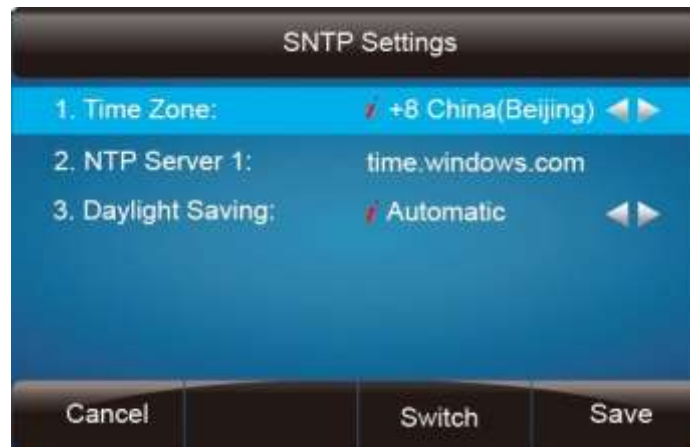 SNTP Settings
1. Time Zone: i +8 China(Beijing)
2. NTP Server 1: time.windows.com
3. Daylight Saving: i Automatic
Cancel Switch Save